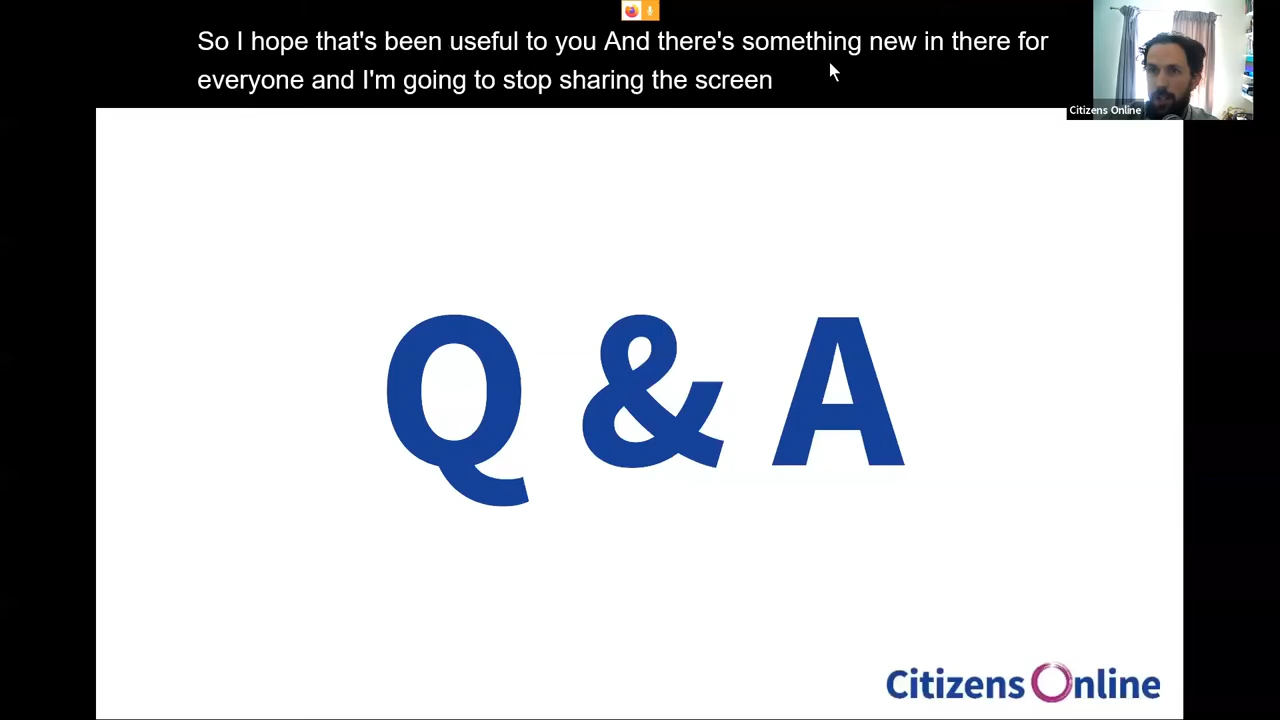 So I hope that's been useful to you And there's something new in there for
everyone and I'm going to stop sharing the screen
Citizens Online
Q & A
Citizens Online